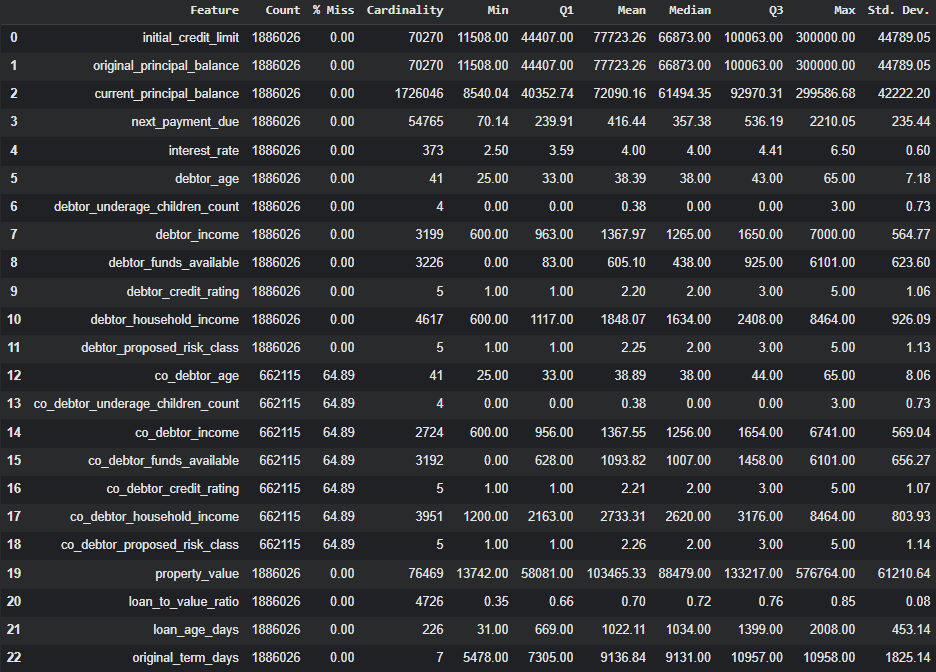 Feature Count % Miss Cardinality Min Q1 Mean Median Q3 Max Std. Dev.
0 initial_credit_limit 1886026 0.00 70270 11508.00 44407.00 77723.26 66873.00 100063.00 300000.00 44789.05
1 original_principal_balance 1886026 0.00 70270 11508.00 44407.00 77723.26 66873.00 100063.00 300000.00 44789.05
2 current_principal_balance 1886026 0.00 1726046 8540.04 40352.74 72090.16 61494.35 92970.31 299586.68 42222.20
3 next_payment_due 1886026 0.00 54765 70.14 239.91 416.44 357.38 536.19 2210.05 235.44
4 interest_rate 1886026 0.00 373 2.50 3.59 4.00 4.00 4.41 6.50 0.60
5 debtor_age 1886026 0.00 41 25.00 33.00 38.39 38.00 43.00 65.00 7.18
6 debtor_underage_children_count 1886026 0.00 4 0.00 0.00 0.38 0.00 0.00 3.00 0.73
7 debtor_income 1886026 0.00 3199 600.00 963.00 1367.97 1265.00 1650.00 7000.00 564.77
8 debtor_funds_available 1886026 0.00 3226 0.00 83.00 605.10 438.00 925.00 6101.00 623.60
9 debtor_credit_rating 1886026 0.00 5 1.00 1.00 2.20 2.00 3.00 5.00 1.06
10 debtor_household_income 1886026 0.00 4617 600.00 1117.00 1848.07 1634.00 2408.00 8464.00 926.09
11 debtor_proposed_risk_class 1886026 0.00 5 1.00 1.00 2.25 2.00 3.00 5.00 1.13
12 co_debtor_age 662115 64.89 41 25.00 33.00 38.89 38.00 44.00 65.00 8.06
13 co_debtor_underage_children_count 662115 64.89 4 0.00 0.00 0.38 0.00 0.00 3.00 0.73
14 co_debtor_income 662115 64.89 2724 600.00 956.00 1367.55 1256.00 1654.00 6741.00 569.04
15 co_debtor_funds_available 662115 64.89 3192 0.00 628.00 1093.82 1007.00 1458.00 6101.00 656.27
16 co_debtor_credit_rating 662115 64.89 5 1.00 1.00 2.21 2.00 3.00 5.00 1.07
17 co_debtor_household_income 662115 64.89 3951 1200.00 2163.00 2733.31 2620.00 3176.00 8464.00 803.93
18 co_debtor_proposed_risk_class 662115 64.89 5 1.00 1.00 2.26 2.00 3.00 5.00 1.14
19 property_value 1886026 0.00 76469 13742.00 58081.00 103465.33 88479.00 133217.00 576764.00 61210.64
20 loan_to_value_ratio 1886026 0.00 4726 0.35 0.66 0.70 0.72 0.76 0.85 0.08
21 loan_age_days 1886026 0.00 226 31.00 669.00 1022.11 1034.00 1399.00 2008.00 453.14
22 original_term_days 1886026 0.00 7 5478.00 7305.00 9136.84 9131.00 10957.00 10958.00 1825.14